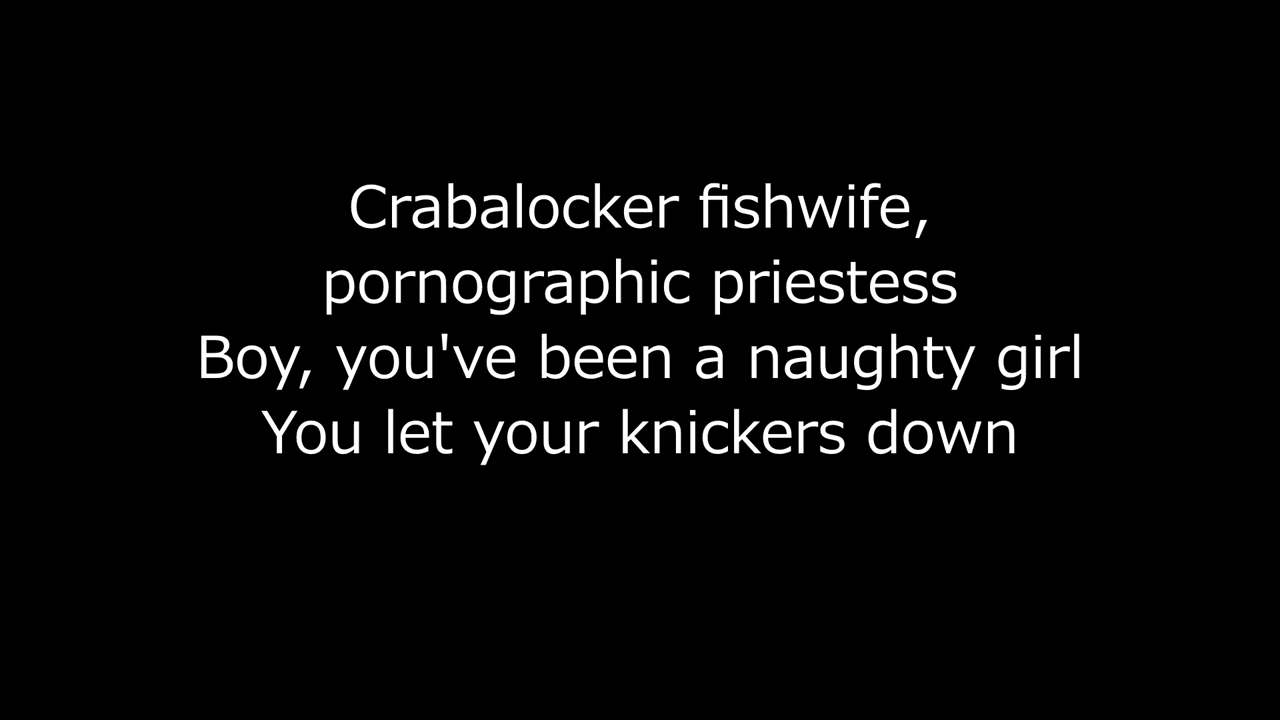 Crabalocker fishwife,
pornographic priestess
Boy, you've been a naughty girl
You let your knickers down